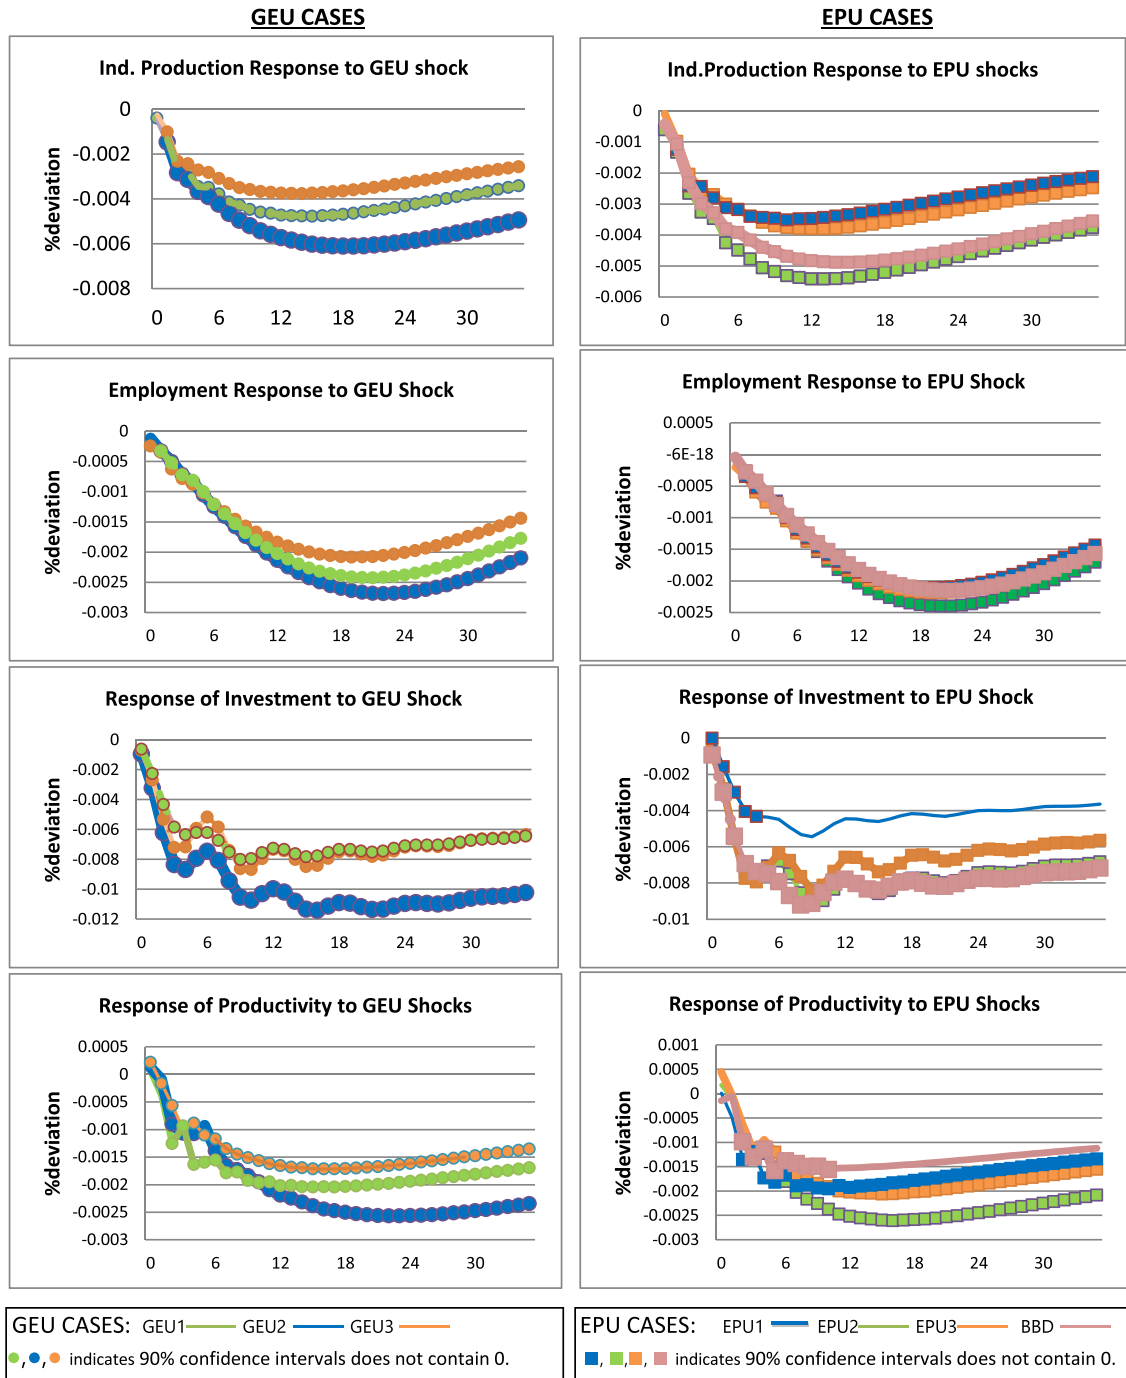 GEU CASES
Ind. Production Response to GEU shock
%deviation
0
-0.002
-0.004
-0.006
-0.008
0 6 12 18 24 30
Employment Response to GEU Shock
%deviation
0
-0.0005
-0.001
-0.0015
-0.002
-0.0025
-0.003
0 6 12 18 24 30
Response of Investment to GEU Shock
%deviation
0
-0.002
-0.004
-0.006
-0.008
-0.01
-0.012
0 6 12 18 24 30
Response of Productivity to GEU Shocks
%deviation
0.0005
0
-0.0005
-0.001
-0.0015
-0.002
-0.0025
-0.003
0 6 12 18 24 30
GEU CASES: GEU1 GEU2 GEU3
, , indicates 90% confidence intervals does not contain 0.
EPU CASES
Ind.Production Response to EPU shocks
%deviation
0
-0.001
-0.002
-0.003
-0.004
-0.005
-0.006
0 6 12 18 24 30
Employment Response to EPU Shock
%deviation
0.0005
-6E-18
-0.0005
-0.001
-0.0015
-0.002
-0.0025
0 6 12 18 24 30
Response of Investment to EPU Shock
%deviation
0
-0.002
-0.004
-0.006
-0.008
-0.01
0 6 12 18 24 30
Response of Productivity to EPU Shocks
%deviation
0.001
0.0005
0
-0.0005
-0.001
-0.0015
-0.002
-0.0025
-0.003
0 6 12 18 24 30
EPU CASES: EPU1 EPU2 EPU3 BBD
, , , indicates 90% confidence intervals does not contain 0.